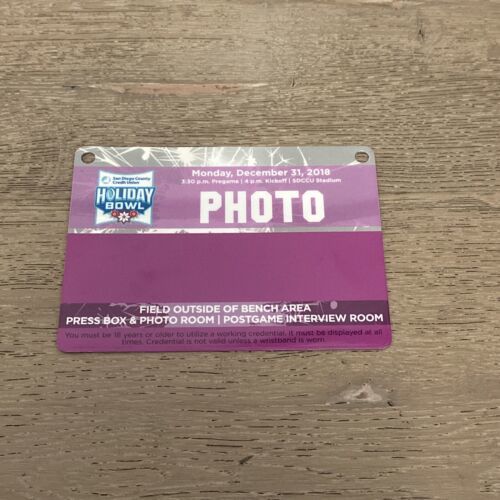 San Diego County
Credit Union
HOLIDAY
BOWL
Monday, December 31, 2018
3:30 p.m. Pregame | 4 p.m. Kickoff | SDCCU Stadium
PHOTO
FIELD OUTSIDE OF BENCH AREA
PRESS BOX & PHOTO ROOM | POSTGAME INTERVIEW ROOM
You must be 18 years or older to utilize a working credential. It must be displayed at all
times. Credential is not valid unless a wristband is worn.